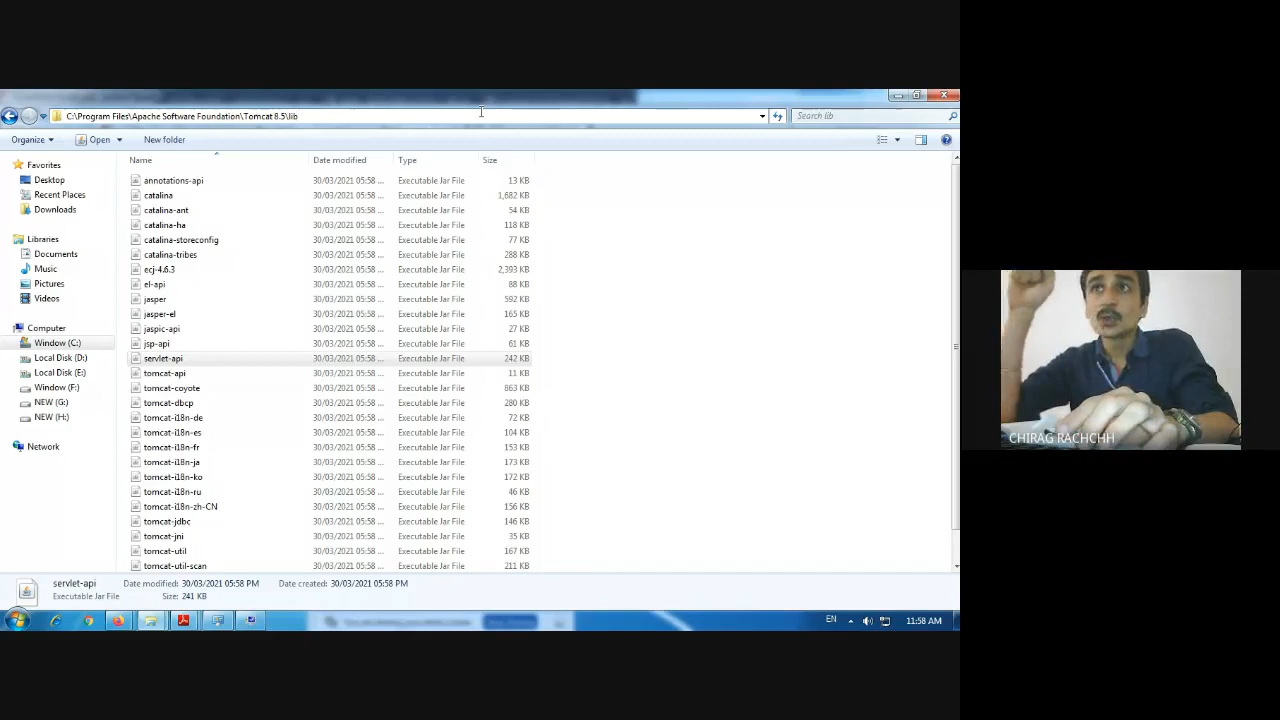 C:\Program Files\Apache Software Foundation\Tomcat 8.5\lib
Search lib
Organize Open New folder
Name Date modified Type Size
Favorites
Desktop
Recent Places
Downloads
Libraries
Documents
Music
Pictures
Videos
Computer
Window (C:)
Local Disk (D:)
Local Disk (E:)
Window (F:)
NEW (G:)
NEW (H:)
Network
annotations-api 30/03/2021 05:58 ... Executable Jar File 13 KB
catalina 30/03/2021 05:58 ... Executable Jar File 1,682 KB
catalina-ant 30/03/2021 05:58 ... Executable Jar File 54 KB
catalina-ha 30/03/2021 05:58 ... Executable Jar File 118 KB
catalina-storeconfig 30/03/2021 05:58 ... Executable Jar File 77 KB
catalina-tribes 30/03/2021 05:58 ... Executable Jar File 288 KB
ecj-4.6.3 30/03/2021 05:58 ... Executable Jar File 2,393 KB
el-api 30/03/2021 05:58 ... Executable Jar File 88 KB
jasper 30/03/2021 05:58 ... Executable Jar File 592 KB
jasper-el 30/03/2021 05:58 ... Executable Jar File 165 KB
jaspic-api 30/03/2021 05:58 ... Executable Jar File 27 KB
jsp-api 30/03/2021 05:58 ... Executable Jar File 61 KB
servlet-api 30/03/2021 05:58 ... Executable Jar File 242 KB
tomcat-api 30/03/2021 05:58 ... Executable Jar File 11 KB
tomcat-coyote 30/03/2021 05:58 ... Executable Jar File 863 KB
tomcat-dbcp 30/03/2021 05:58 ... Executable Jar File 280 KB
tomcat-i18n-de 30/03/2021 05:58 ... Executable Jar File 72 KB
tomcat-i18n-es 30/03/2021 05:58 ... Executable Jar File 104 KB
tomcat-i18n-fr 30/03/2021 05:58 ... Executable Jar File 153 KB
tomcat-i18n-ja 30/03/2021 05:58 ... Executable Jar File 173 KB
tomcat-i18n-ko 30/03/2021 05:58 ... Executable Jar File 172 KB
tomcat-i18n-ru 30/03/2021 05:58 ... Executable Jar File 46 KB
tomcat-i18n-zh-CN 30/03/2021 05:58 ... Executable Jar File 156 KB
tomcat-jdbc 30/03/2021 05:58 ... Executable Jar File 146 KB
tomcat-jni 30/03/2021 05:58 ... Executable Jar File 35 KB
tomcat-util 30/03/2021 05:58 ... Executable Jar File 167 KB
tomcat-util-scan 30/03/2021 05:58 ... Executable Jar File 211 KB
servlet-api Date modified: 30/03/2021 05:58 PM Date created: 30/03/2021 05:58 PM
Executable Jar File Size: 241 KB
EN 11:58 AM
CHIRAG RACHCHH